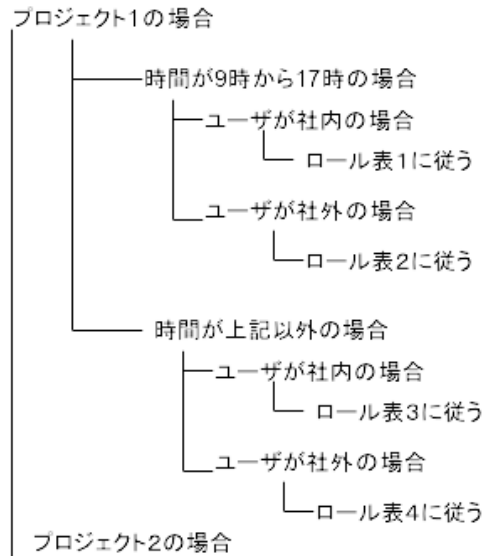 プロジェクト1の場合
時間が9時から17時の場合
ユーザが社内の場合
ロール表1に従う
ユーザが社外の場合
ロール表2に従う
時間が上記以外の場合
ユーザが社内の場合
ロール表3に従う
ユーザが社外の場合
ロール表4に従う
プロジェクト2の場合